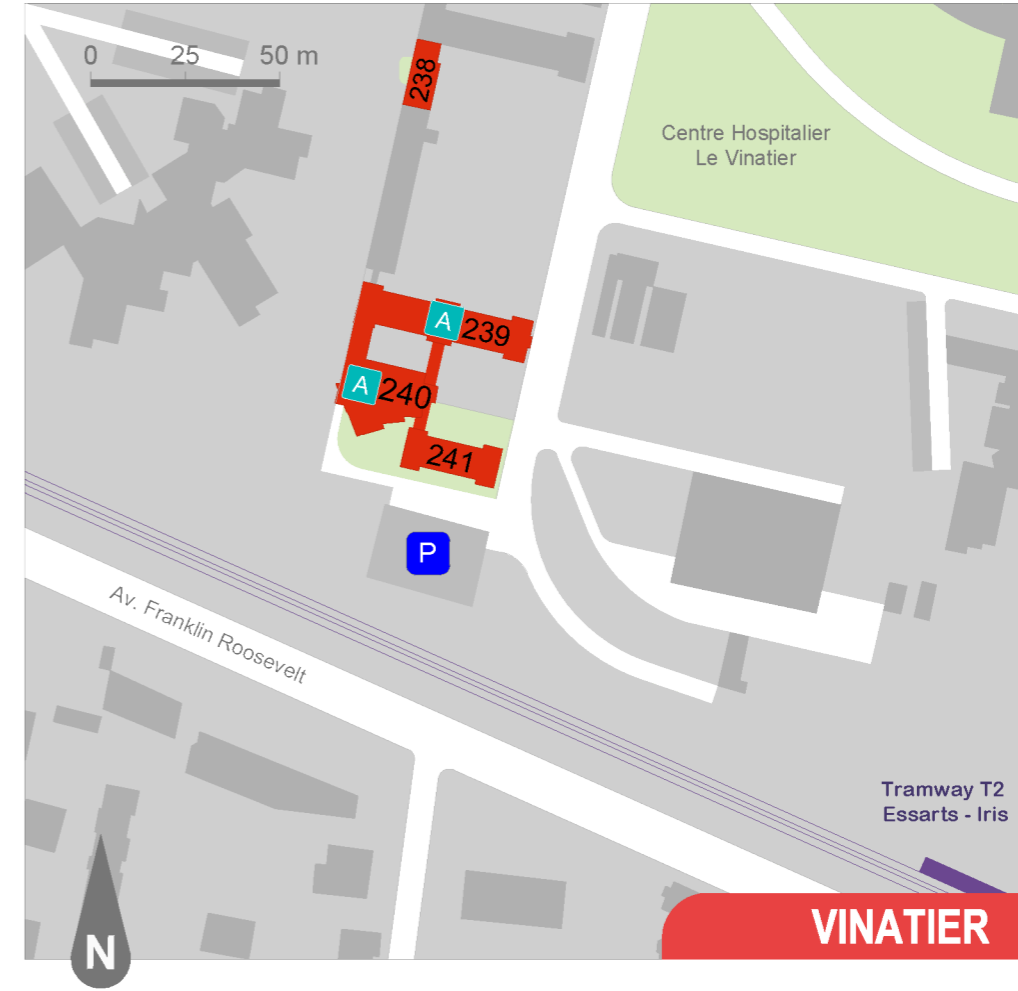 0 25 50 m
238
Centre Hospitalier
Le Vinatier
A 239
A 240
241
P
Av. Franklin Roosevelt
Tramway T2
Essarts - Iris
VINATIER
N